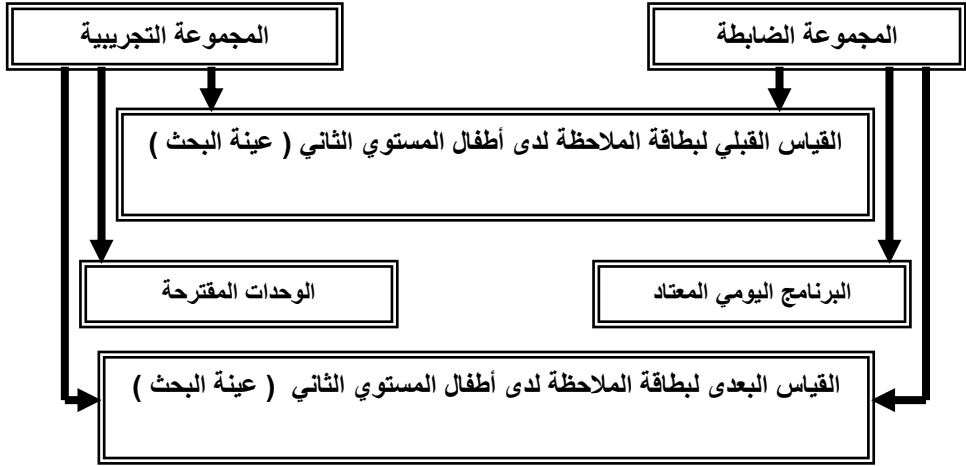 المجموعة الضابطة
المجموعة التجريبية
القياس القبلي لبطاقة الملاحظة لدى أطفال المستوي الثاني ( عينة البحث )
البرنامج اليومي المعتاد
الوحدات المقترحة
القياس البعدى لبطاقة الملاحظة لدى أطفال المستوي الثاني ( عينة البحث )